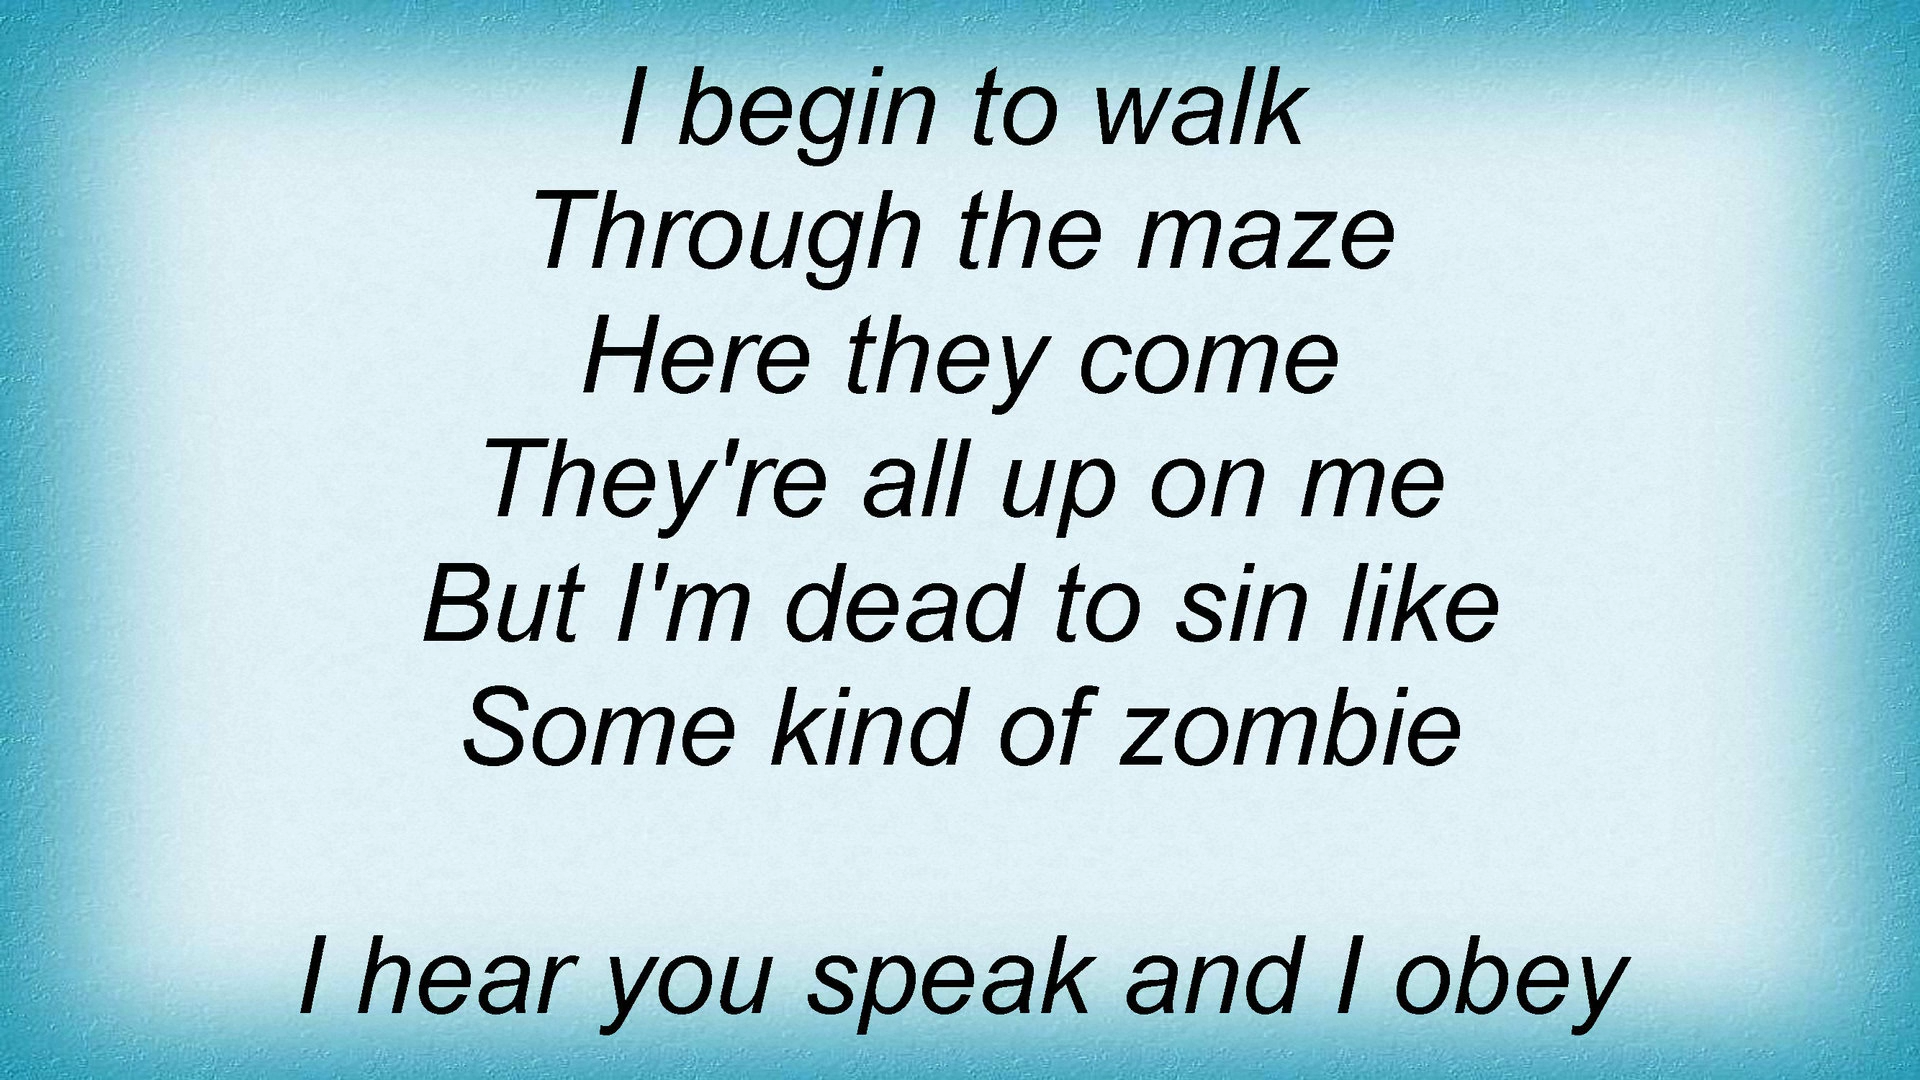 I begin to walk
Through the maze
Here they come
They're all up on me
But I'm dead to sin like
Some kind of zombie
I hear you speak and I obey